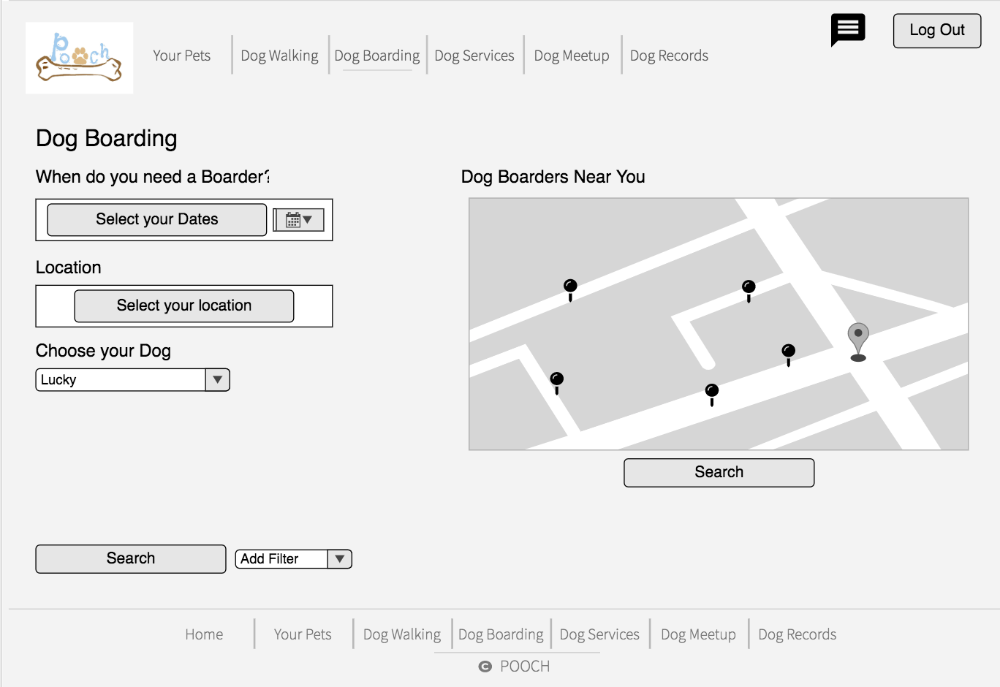 Pooch
Your Pets
Dog Walking
Dog Boarding
Dog Services
Dog Meetup
Dog Records
Log Out
Dog Boarding
When do you need a Boarder?
Select your Dates
Location
Select your location
Choose your Dog
Lucky
Dog Boarders Near You
Search
Search
Add Filter
Home
Your Pets
Dog Walking
Dog Boarding
Dog Services
Dog Meetup
Dog Records
© POOCH